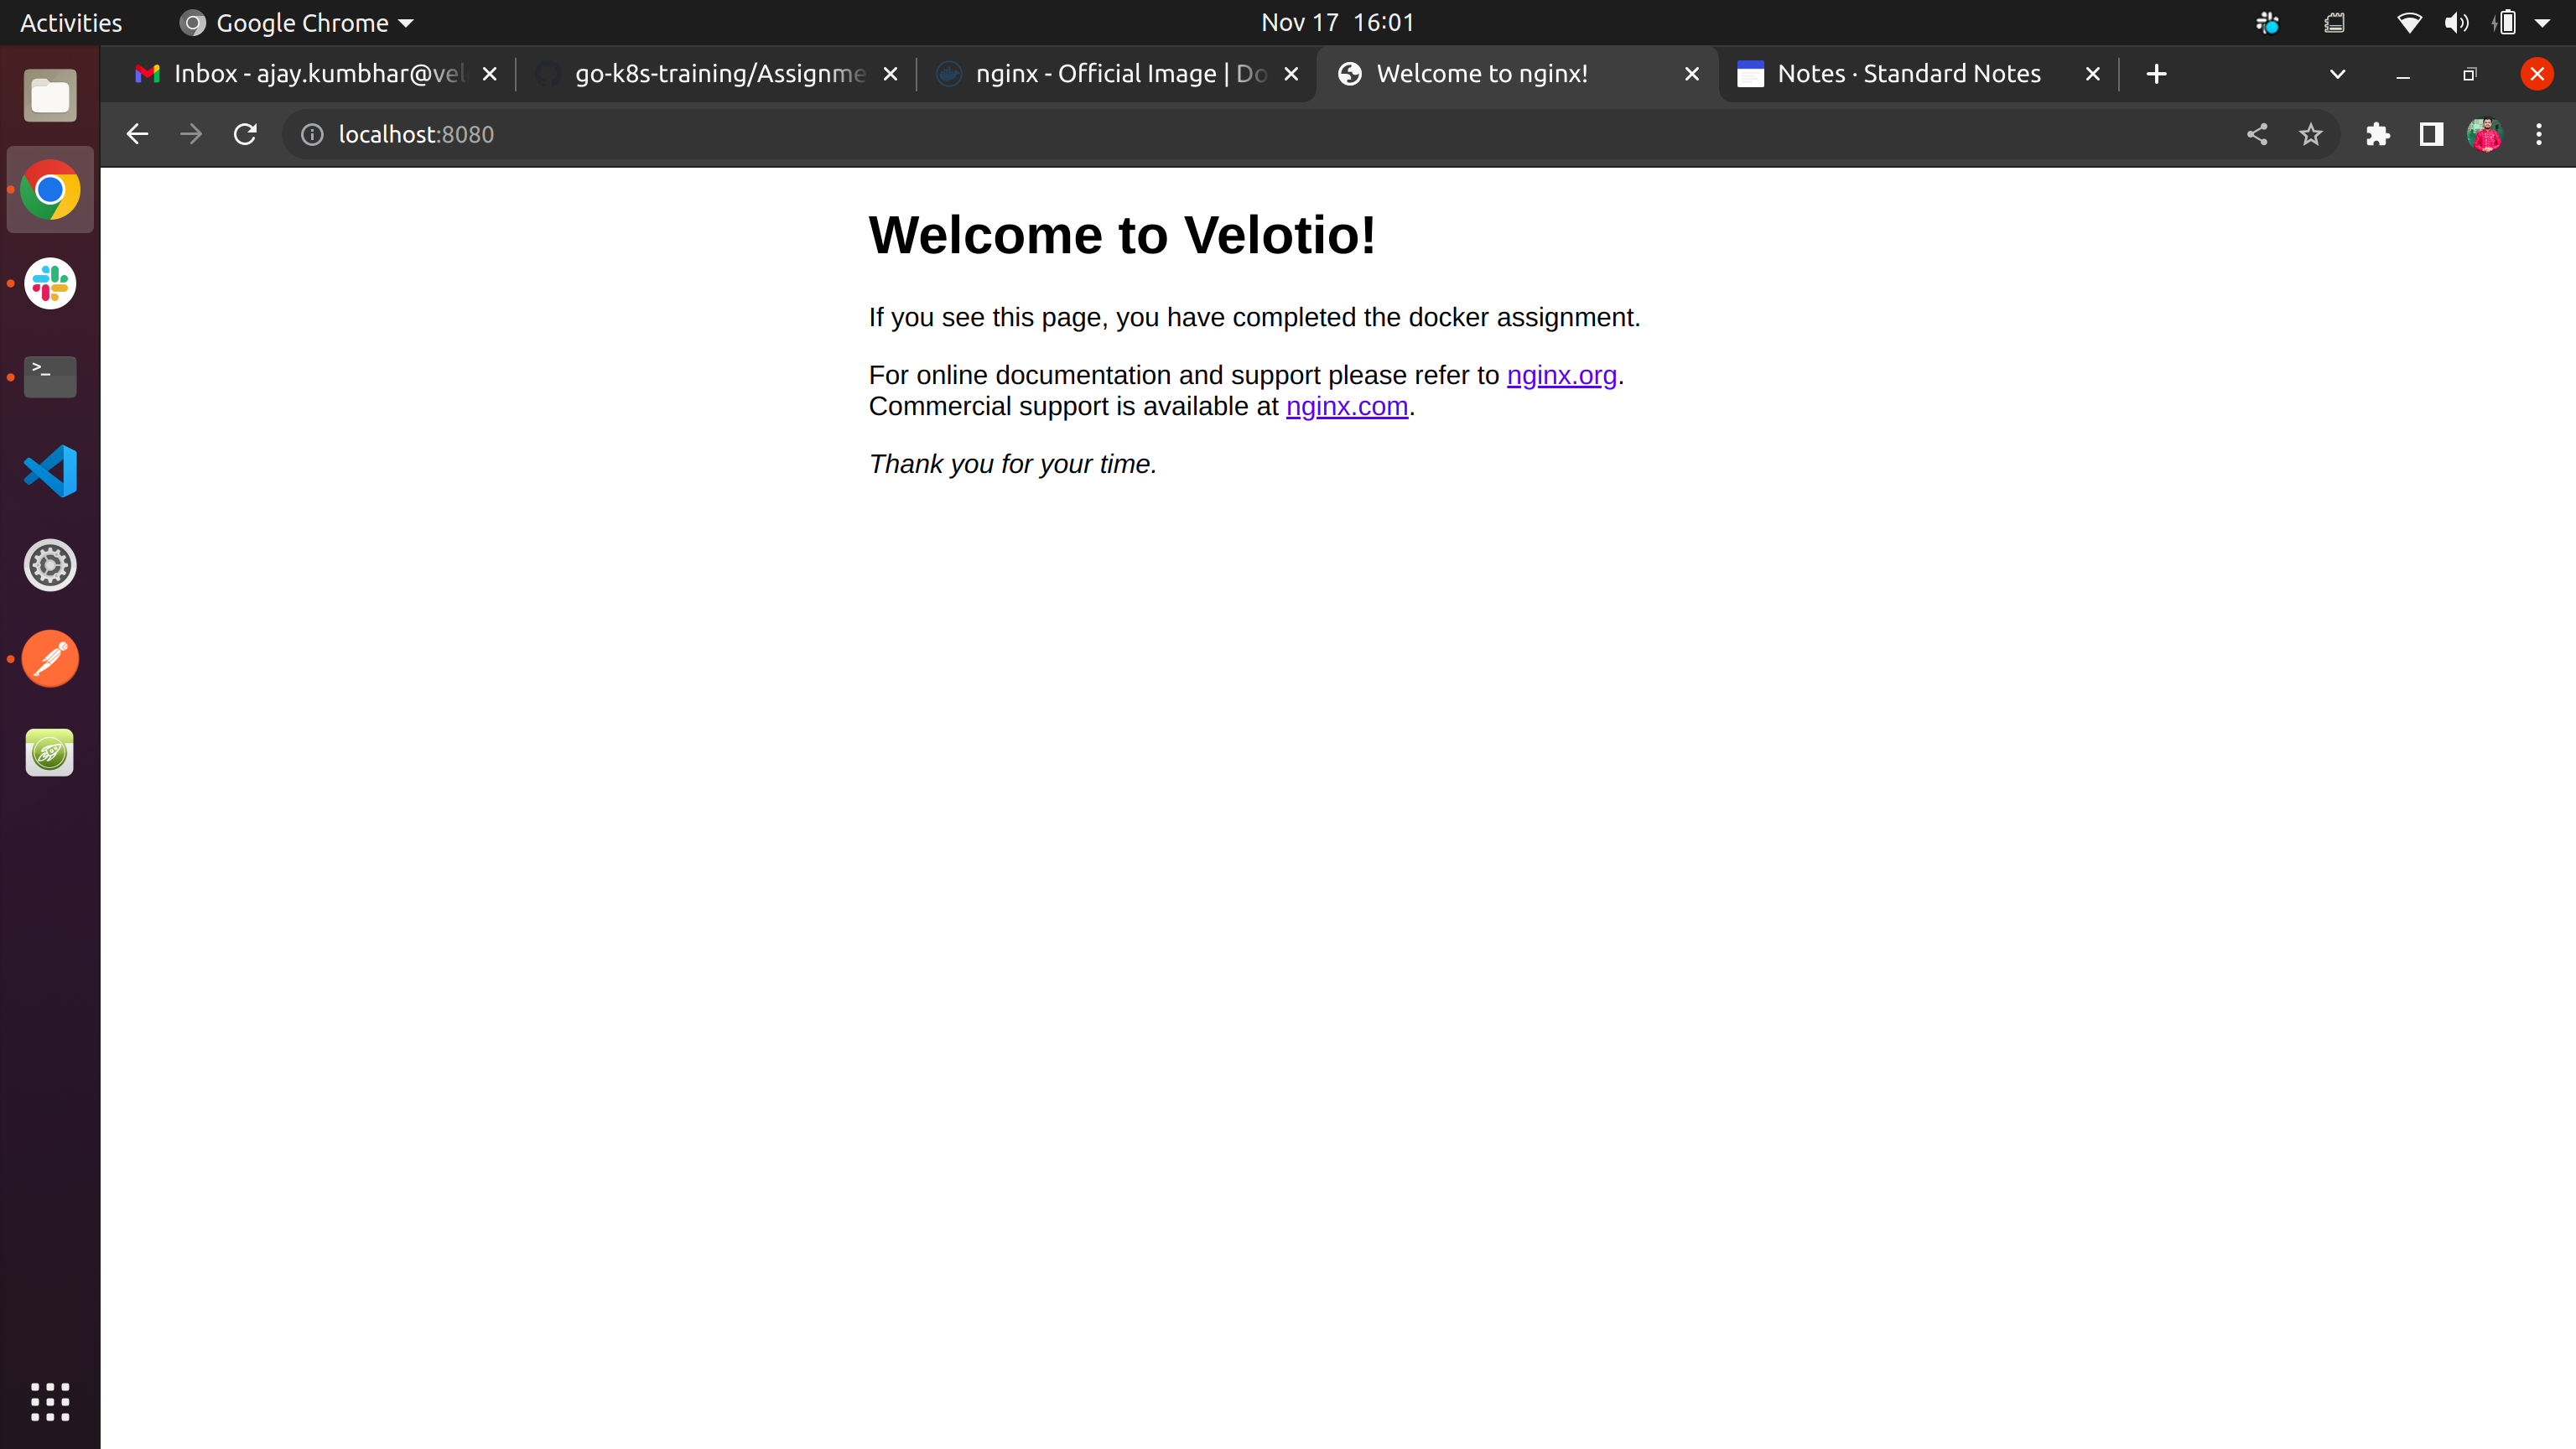 Activities
Google Chrome
Nov 17 16:01
Inbox - ajay.kumbhar@vel
go-k8s-training/Assignme
nginx - Official Image | Do
Welcome to nginx!
Notes · Standard Notes
localhost:8080
Welcome to Velotio!
If you see this page, you have completed the docker assignment.
For online documentation and support please refer to nginx.org.
Commercial support is available at nginx.com.
Thank you for your time.